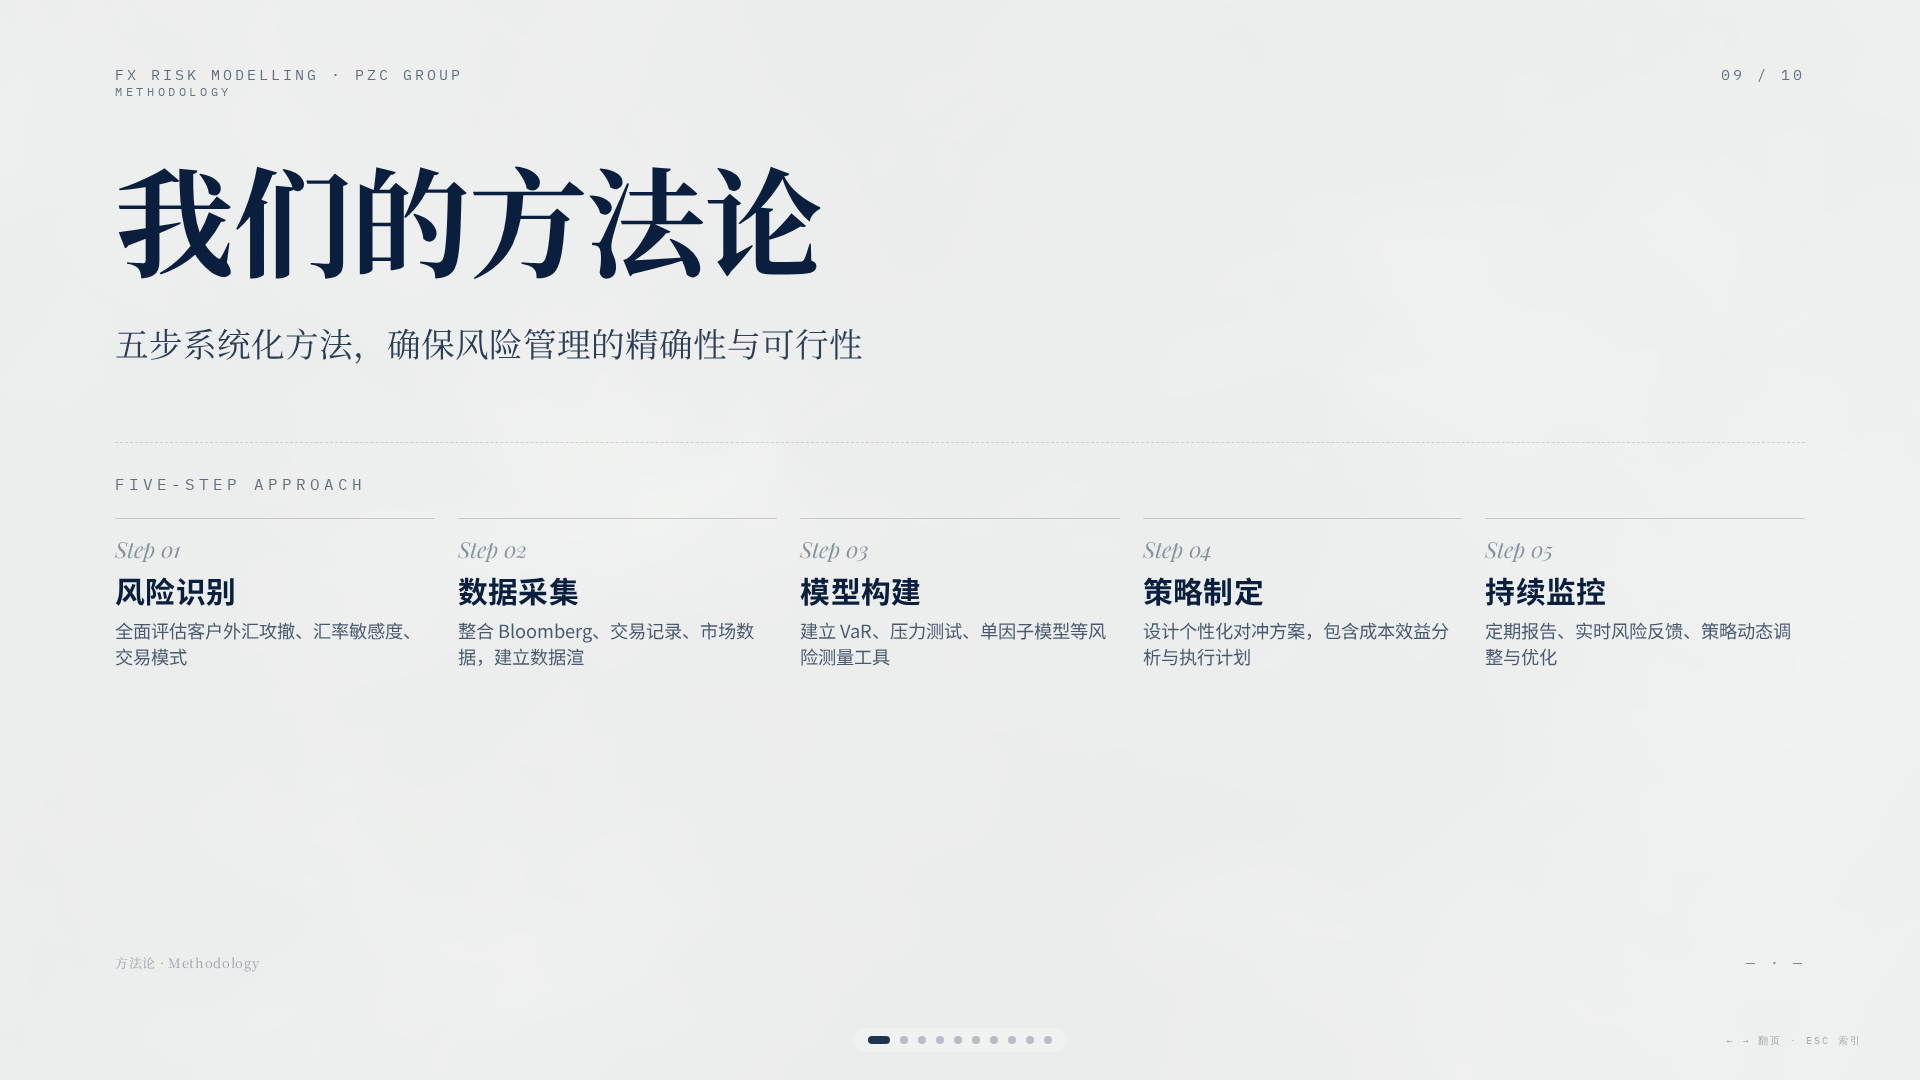 FX RISK MODELLING · PZC GROUP
METHODOLOGY
09 / 10
我们的方法论
五步系统化方法，确保风险管理的精确性与可行性
FIVE-STEP APPROACH
Step 01
风险识别
全面评估客户外汇攻撤、汇率敏感度、
交易模式
Step 02
数据采集
整合 Bloomberg、交易记录、市场数
据，建立数据渲
Step 03
模型构建
建立 VaR、压力测试、单因子模型等风
险测量工具
Step 04
策略制定
设计个性化对冲方案，包含成本效益分
析与执行计划
Step 05
持续监控
定期报告、实时风险反馈、策略动态调
整与优化
方法论 · Methodology
— · —
← → 翻页 · ESC 索引